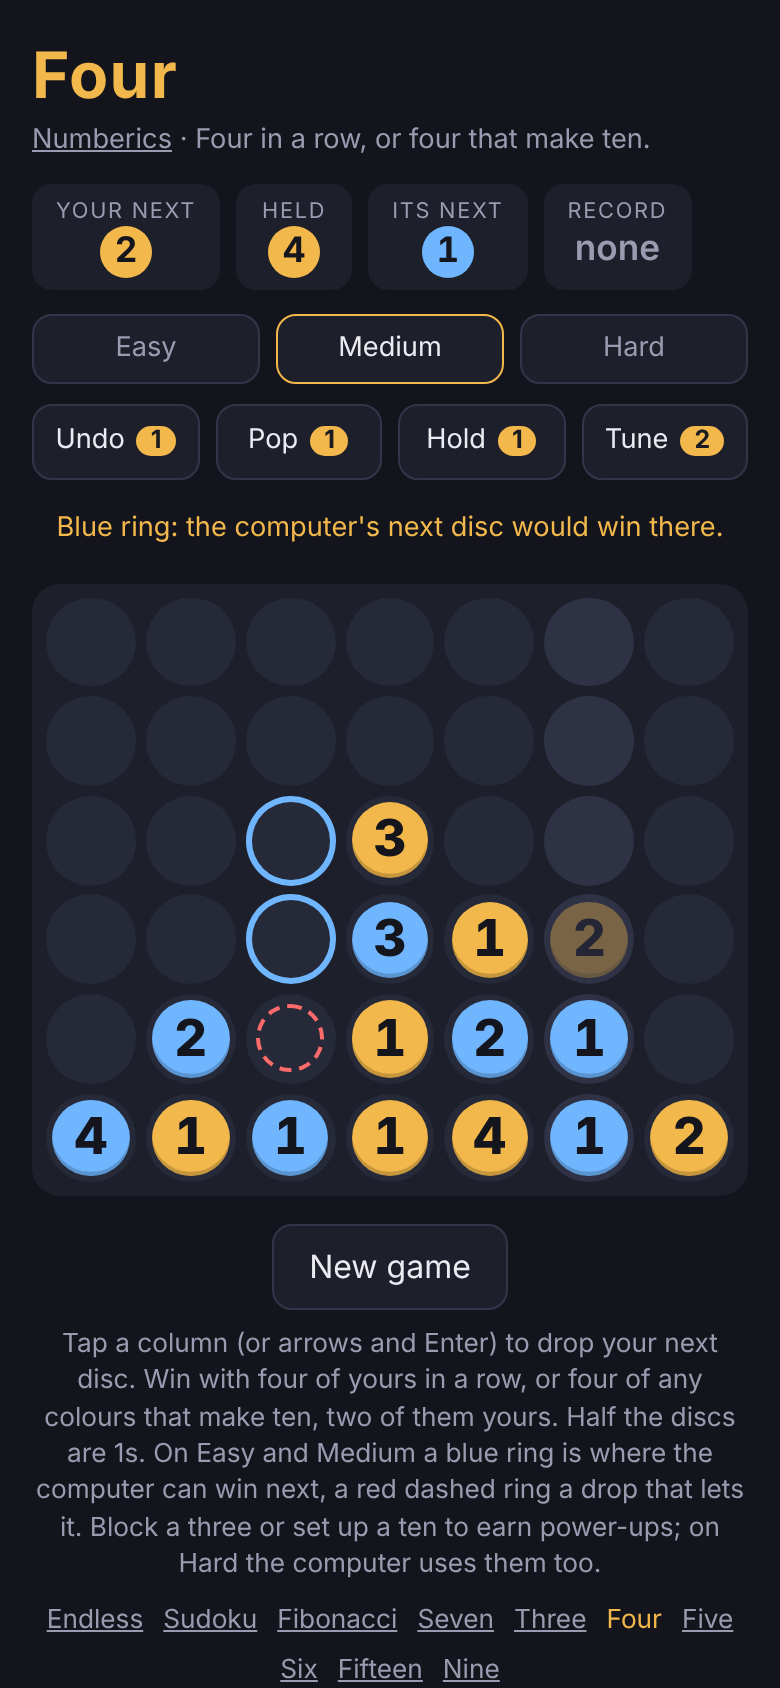 Four
Numberics · Four in a row, or four that make ten.
YOUR NEXT HELD ITS NEXT RECORD
2 4 1 none
Easy Medium Hard
Undo 1 Pop 1 Hold 1 Tune 2
Blue ring: the computer's next disc would win there.
3
3 1 2
2 1 2 1
4 1 1 1 4 1 2
New game
Tap a column (or arrows and Enter) to drop your next
disc. Win with four of yours in a row, or four of any
colours that make ten, two of them yours. Half the discs
are 1s. On Easy and Medium a blue ring is where the
computer can win next, a red dashed ring a drop that lets
it. Block a three or set up a ten to earn power-ups; on
Hard the computer uses them too.
Endless Sudoku Fibonacci Seven Three Four Five
Six Fifteen Nine